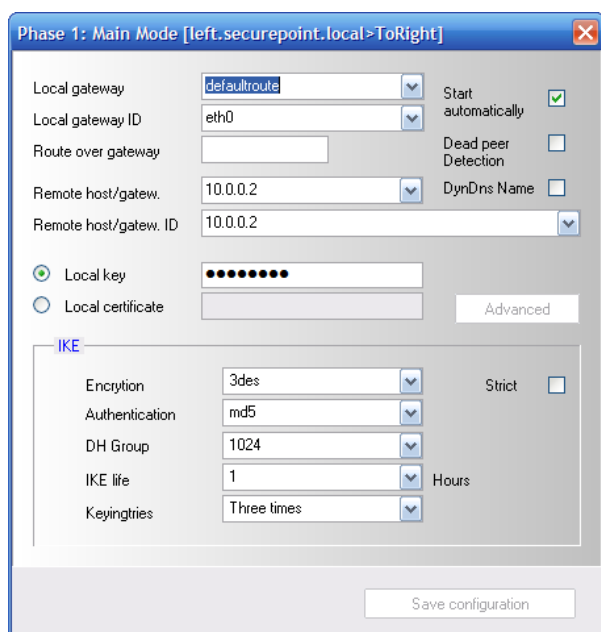 Phase 1: Main Mode [left.securepoint.local>ToRight]
Local gateway defaultroute Start automatically
Local gateway ID eth0
Route over gateway Dead peer Detection
Remote host/gatew. 10.0.0.2 DynDns Name
Remote host/gatew. ID 10.0.0.2
Local key ●●●●●●●●
Local certificate Advanced
IKE
Encrytion 3des Strict
Authentication md5
DH Group 1024
IKE life 1 Hours
Keyingtries Three times
Save configuration